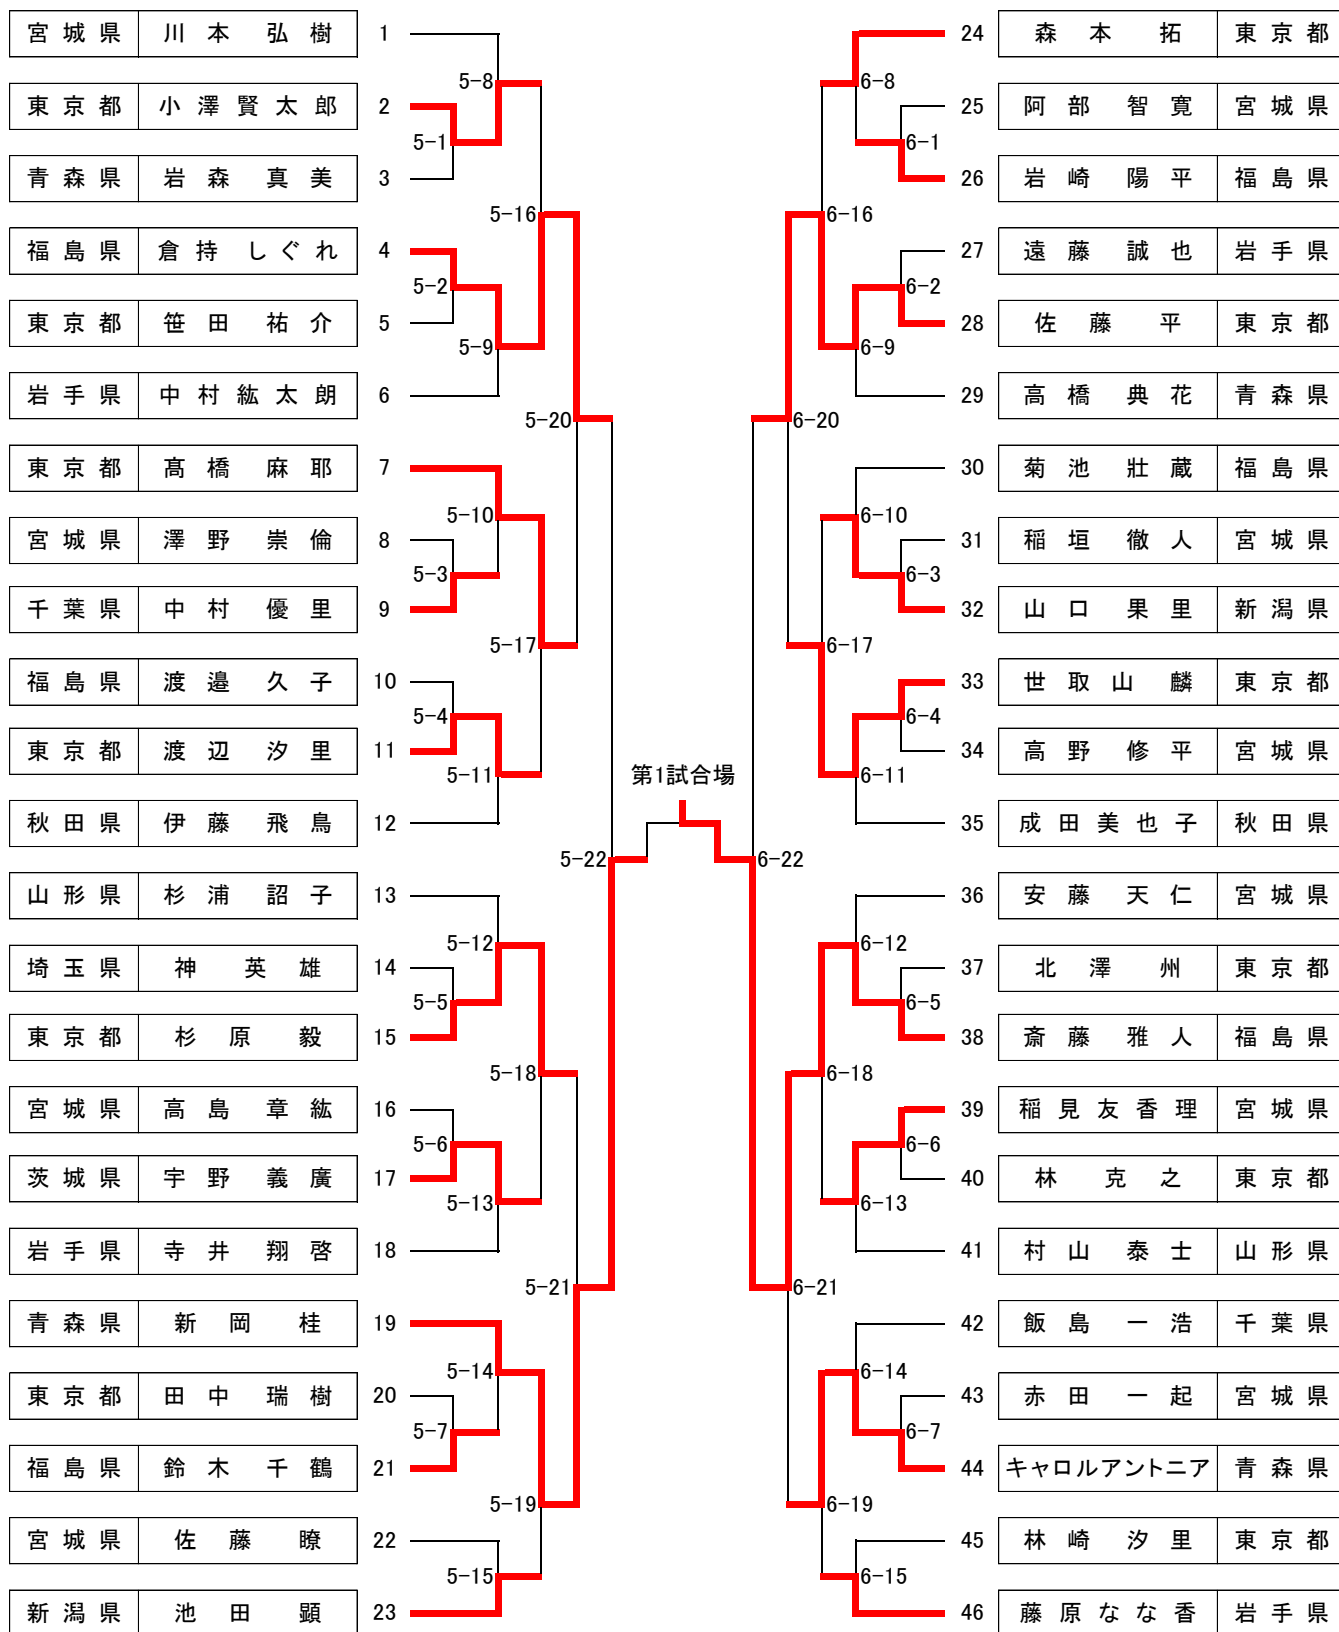 宮城県 川本 弘樹 1
5-8
東京都 小澤賢太郎 2
5-1
青森県 岩森 真美 3
5-16
福島県 倉持 しぐれ 4
5-2
東京都 笹田 祐介 5
5-9
岩手県 中村紘太朗 6
5-20
東京都 髙橋 麻耶 7
5-10
宮城県 澤野 崇倫 8
5-3
千葉県 中村 優里 9
5-17
福島県 渡邉 久子 10
5-4
東京都 渡辺 汐里 11
5-11
秋田県 伊藤 飛鳥 12
5-22
山形県 杉浦 詔子 13
5-12
埼玉県 神 英雄 14
5-5
東京都 杉原 毅 15
5-18
宮城県 高島 章紘 16
5-6
茨城県 宇野 義廣 17
5-13
岩手県 寺井 翔啓 18
5-21
青森県 新岡 桂 19
5-14
東京都 田中 瑞樹 20
5-7
福島県 鈴木 千鶴 21
5-19
宮城県 佐藤 瞭 22
5-15
新潟県 池田 顕 23
第1試合場
24 森本 拓 東京都
6-8
25 阿部 智寛 宮城県
6-1
26 岩崎 陽平 福島県
6-16
27 遠藤 誠也 岩手県
6-2
28 佐藤 平 東京都
6-9
29 高橋 典花 青森県
6-20
30 菊池 壯蔵 福島県
6-10
31 稲垣 徹人 宮城県
6-3
32 山口 果里 新潟県
6-17
33 世取山 麟 東京都
6-4
34 高野 修平 宮城県
6-11
35 成田美也子 秋田県
6-22
36 安藤 天仁 宮城県
6-12
37 北澤 州 東京都
6-5
38 斎藤 雅人 福島県
6-18
39 稲見友香理 宮城県
6-6
40 林 克之 東京都
6-13
41 村山 泰士 山形県
6-21
42 飯島 一浩 千葉県
6-14
43 赤田 一起 宮城県
6-7
44 キャロルアントニア 青森県
6-19
45 林崎 汐里 東京都
6-15
46 藤原なな香 岩手県